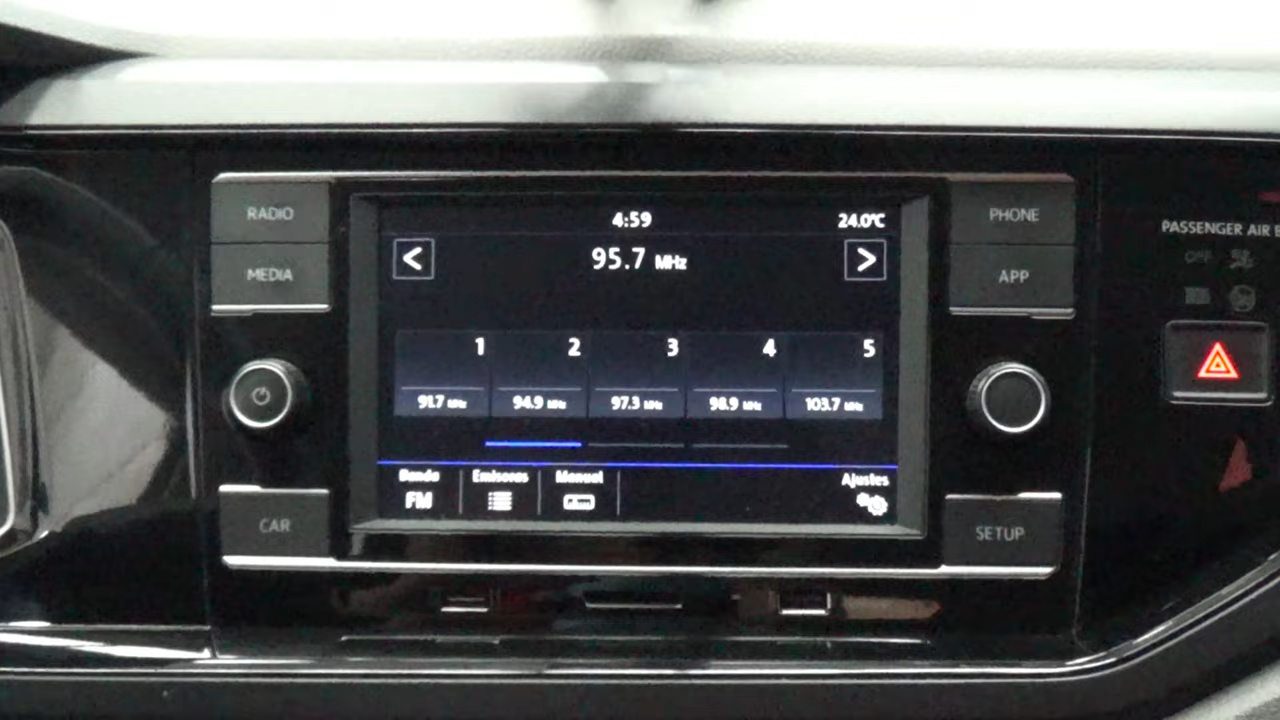 RADIO
MEDIA
4:59
24.0°C
<
95.7 MHz
>
1
2
3
4
5
91.7 MHz
94.9 MHz
97.3 MHz
98.9 MHz
103.7 MHz
Banda
FM
Emisoras
Manual
Ajustes
CAR
PHONE
APP
SETUP
PASSENGER AIR B
OFF